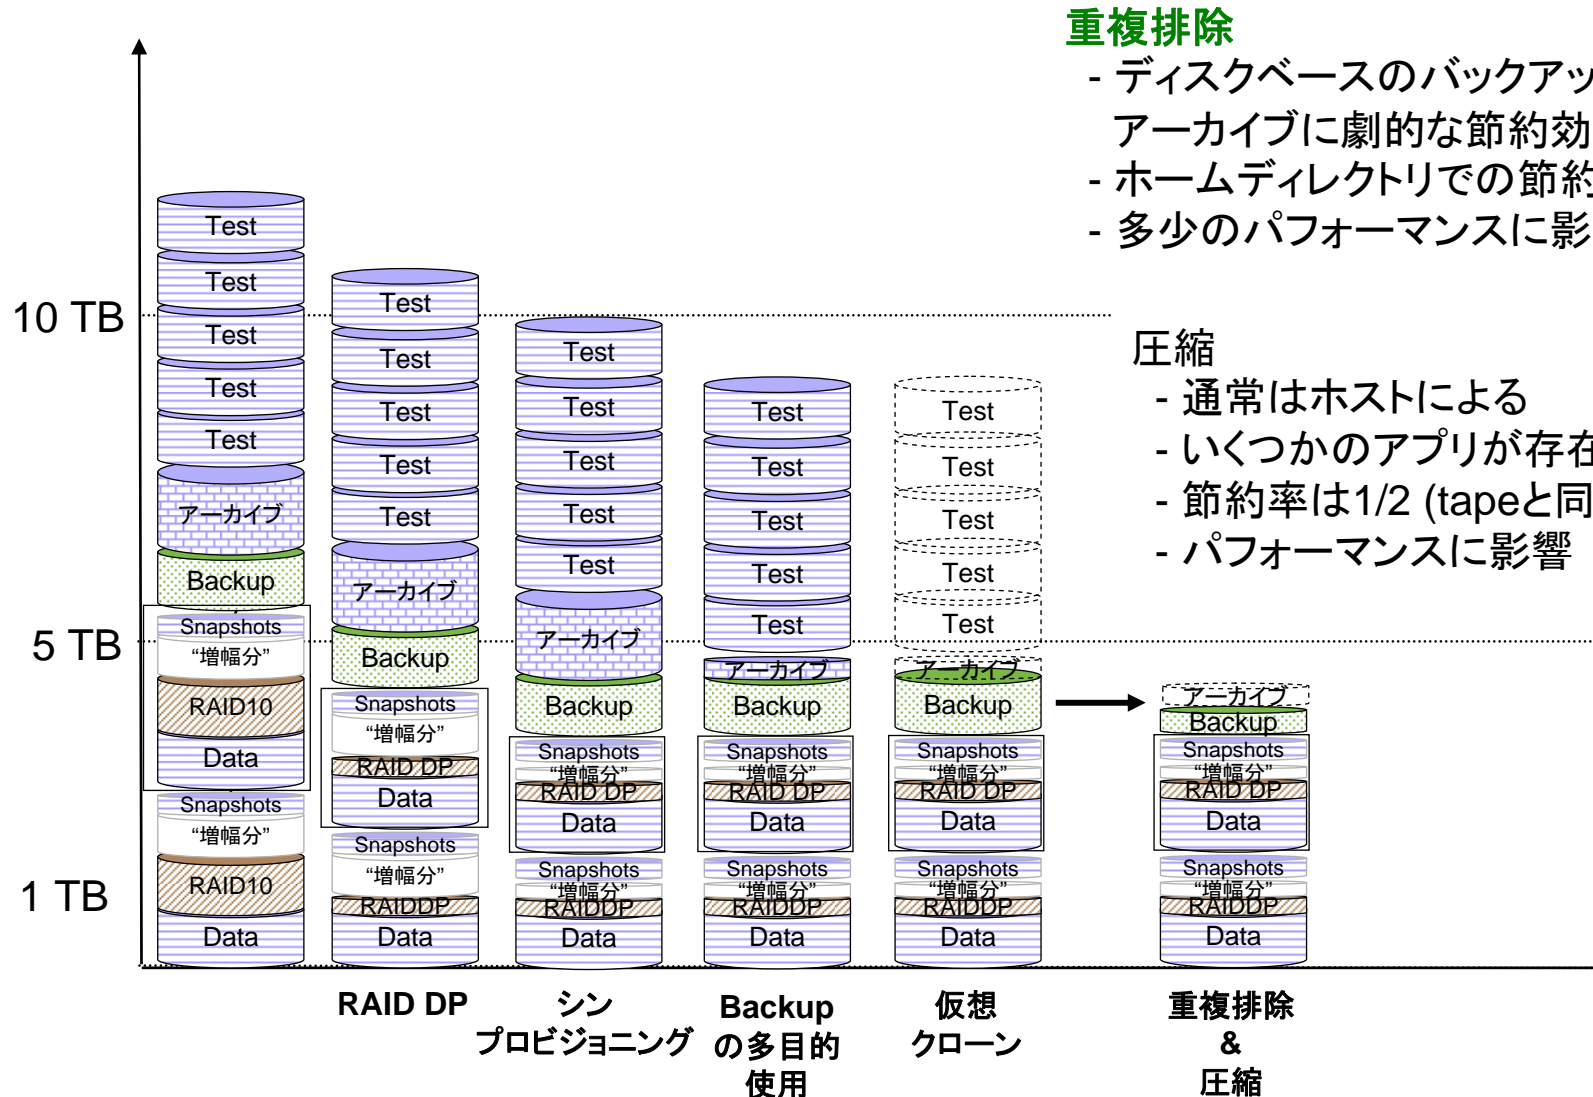 重複排除
- ディスクベースのバックアッ
アーカイブに劇的な節約効
- ホームディレクトリでの節約
- 多少のパフォーマンスに影
圧縮
- 通常はホストによる
- いくつかのアプリが存在
- 節約率は1/2 (tapeと同
- パフォーマンスに影響
10 TB
5 TB
1 TB
Test
Test
Test
Test
Test
アーカイブ
Backup
Snapshots
“増幅分”
RAID10
Data
Snapshots
“増幅分”
RAID10
Data
Test
Test
Test
Test
Test
アーカイブ
Backup
Snapshots
“増幅分”
RAID DP
Data
Snapshots
“増幅分”
RAIDDP
Data
RAID DP
Test
Test
Test
Test
Test
アーカイブ
Backup
Snapshots
“増幅分”
RAID DP
Data
Snapshots
“増幅分”
RAIDDP
Data
シン
プロビジョニング
Test
Test
Test
Test
Test
アーカイブ
Backup
Snapshots
“増幅分”
RAID DP
Data
Snapshots
“増幅分”
RAIDDP
Data
Backup
の多目的
使用
Test
Test
Test
Test
Test
アーカイブ
Backup
Snapshots
“増幅分”
RAID DP
Data
Snapshots
“増幅分”
RAIDDP
Data
仮想
クローン
アーカイブ
Backup
Snapshots
“増幅分”
RAID DP
Data
Snapshots
“増幅分”
RAIDDP
Data
重複排除
&
圧縮